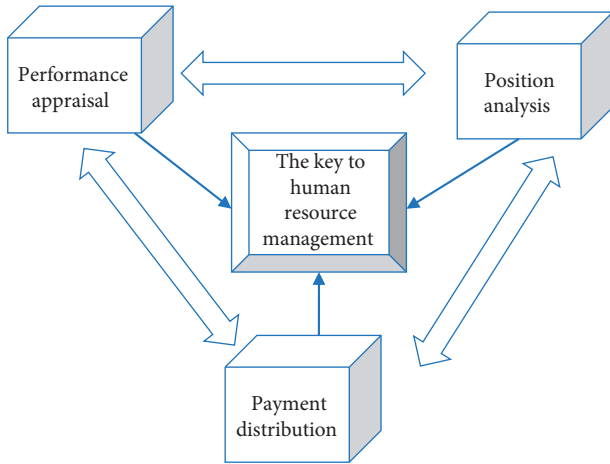 Performance
appraisal
Position
analysis
The key to
human
resource
management
Payment
distribution